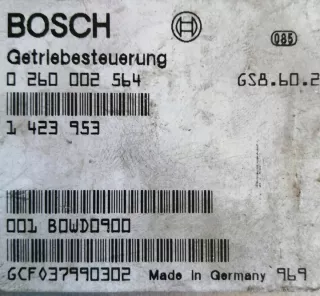 BOSCH
085
Getriebesteuerung
0 260 002 564 GS8.60.2
1 423 953
001 BOWD0900
GCF037990302 Made in Germany 969